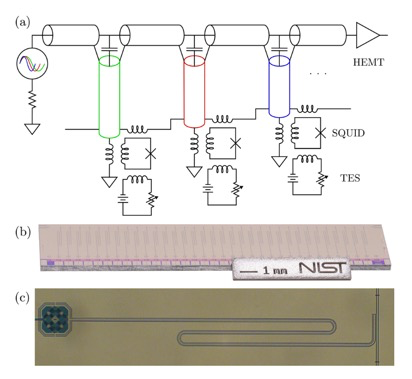 (a)
HEMT
. . .
SQUID
TES
(b)
1 mm NIST
(c)